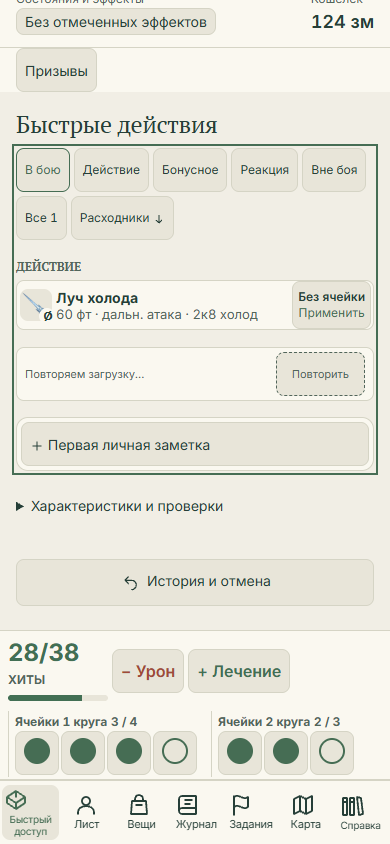 Состояния и эффекты
Кошелёк
Без отмеченных эффектов
124 зм
Призывы
Быстрые действия
В бою
Действие
Бонусное
Реакция
Вне боя
Все 1
Расходники ↓
ДЕЙСТВИЕ
Луч холода
Без ячейки
Ø 60 фт · дальн. атака · 2к8 холод
Применить
Повторяем загрузку...
Повторить
+ Первая личная заметка
▶ Характеристики и проверки
История и отмена
28/38
ХИТЫ
− Урон
+ Лечение
Ячейки 1 круга 3 / 4
Ячейки 2 круга 2 / 3
Быстрый
доступ
Лист
Вещи
Журнал
Задания
Карта
Справка